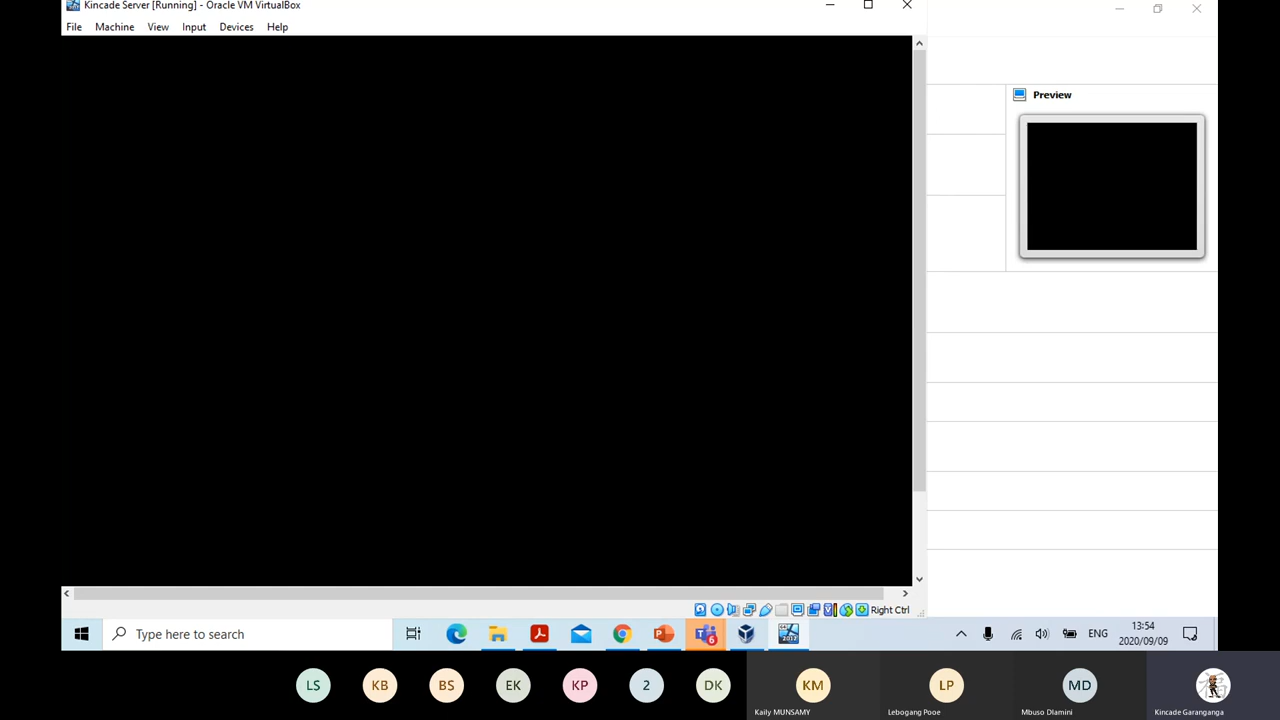 Kincade Server [Running] - Oracle VM VirtualBox
File Machine View Input Devices Help
Preview
Right Ctrl
Type here to search
6
2012
ENG
13:54
2020/09/09
LS KB BS EK KP 2 DK KM LP MD
Kaily MUNSAMY Lebogang Pooe Mbuso Dlamini Kincade Garanganga